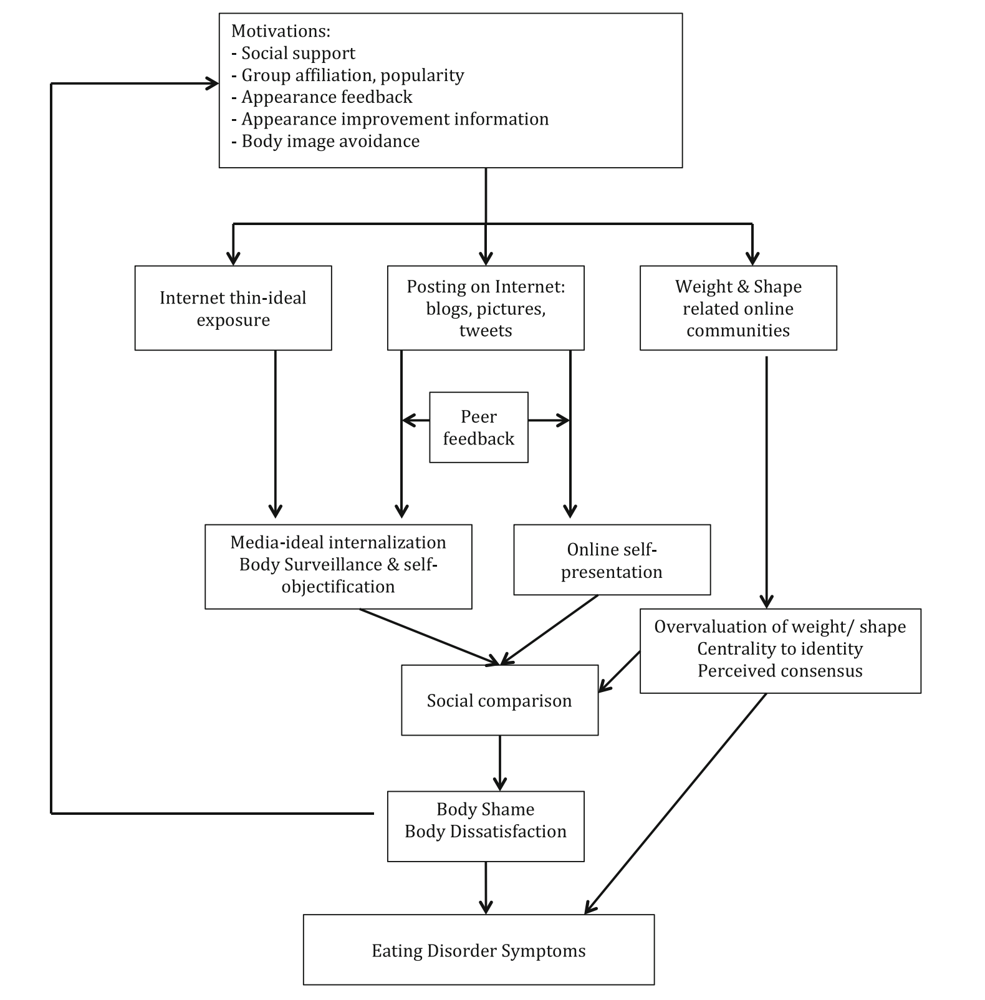 Motivations:
- Social support
- Group affiliation, popularity
- Appearance feedback
- Appearance improvement information
- Body image avoidance
Internet thin-ideal
exposure
Posting on Internet:
blogs, pictures,
tweets
Weight & Shape
related online
communities
Peer
feedback
Media-ideal internalization
Body Surveillance & self-
objectification
Online self-
presentation
Overvaluation of weight/ shape
Centrality to identity
Perceived consensus
Social comparison
Body Shame
Body Dissatisfaction
Eating Disorder Symptoms